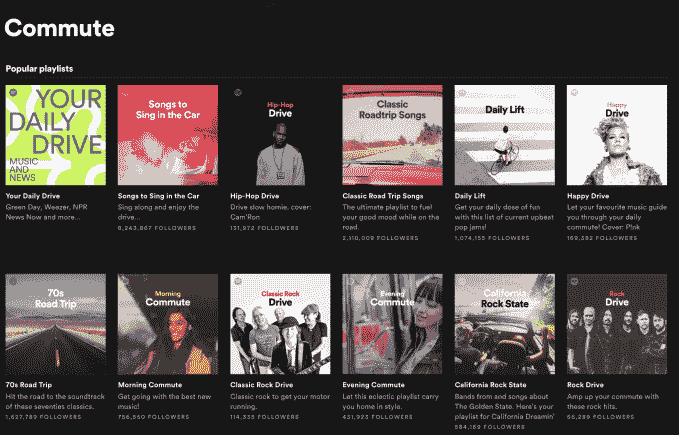 Commute
Popular playlists
YOUR
DAILY
DRIVE
MUSIC
AND
NEWS
Your Daily Drive
Green Day, Weezer, NPR
News Now and more...
Songs to
Sing in the Car
Songs to Sing in the Car
Sing along and enjoy the
drive...
8,243,867 FOLLOWERS
Hip-Hop
Drive
Hip-Hop Drive
Drive slow homie. cover:
Cam'Ron
131,972 FOLLOWERS
Classic
Roadtrip Songs
Classic Road Trip Songs
The ultimate playlist to fuel
your good mood while on the
road.
2,110,009 FOLLOWERS
Daily Lift
Daily Lift
Get your daily dose of fun
with this list of current upbeat
pop jams!
1,074,155 FOLLOWERS
Happy
Drive
Happy Drive
Let your favourite music guide
you through your daily
commute! Cover: P!nk
169,382 FOLLOWERS
70s
Road Trip
70s Road Trip
Hit the road to the soundtrack
of these seventies classics.
1,627,789 FOLLOWERS
Morning
Commute
Morning Commute
Get going with the best new
music!
756,560 FOLLOWERS
Classic Rock
Drive
Classic Rock Drive
Classic rock to get your motor
running.
114,335 FOLLOWERS
Evening
Commute
Evening Commute
Let this eclectic playlist carry
you home in style.
431,923 FOLLOWERS
California
Rock State
California Rock State
Bands from and songs about
The Golden State. Here's your
playlist for California Dreamin'
584,169 FOLLOWERS
Rock
Drive
Rock Drive
Amp up your commute with
these rock hits.
66,289 FOLLOWERS